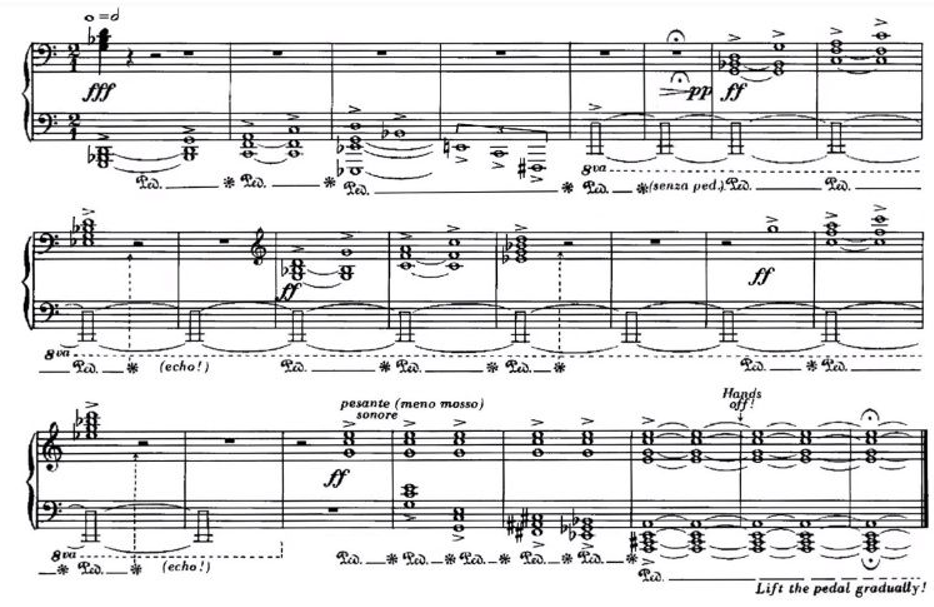 fff
pp ff
Ped. * Ped. * Ped. * Ped. * (senza ped.) Ped. Ped.
8va
ff ff
8va
Ped. * (echo!) Ped. * Ped. * Ped. * Ped. * Ped.
Hands
off!
pesante (meno mosso)
sonore
ff
8va
* Ped. * (echo!) Ped. * Ped. * Ped. * Ped. * Ped. *
Ped.
Lift the pedal gradually!